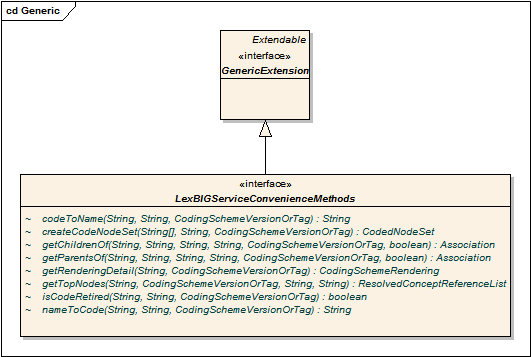 cd Generic
Extendable
«interface»
GenericExtension
«interface»
LexBIGServiceConvenienceMethods
~ codeToName(String, String, CodingSchemeVersionOrTag) : String
~ createCodeNodeSet(String[], String, CodingSchemeVersionOrTag) : CodedNodeSet
~ getChildrenOf(String, String, String, String, CodingSchemeVersionOrTag, boolean) : Association
~ getParentsOf(String, String, String, String, CodingSchemeVersionOrTag, boolean) : Association
~ getRenderingDetail(String, CodingSchemeVersionOrTag) : CodingSchemeRendering
~ getTopNodes(String, CodingSchemeVersionOrTag, String, String) : ResolvedConceptReferenceList
~ isCodeRetired(String, String, CodingSchemeVersionOrTag) : boolean
~ nameToCode(String, String, CodingSchemeVersionOrTag) : String